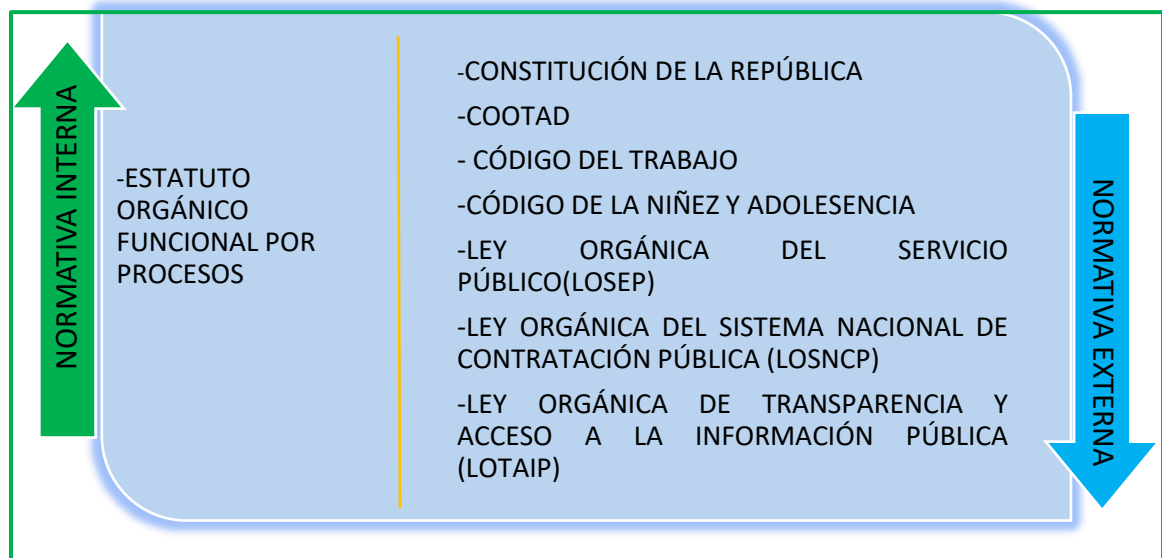 NORMATIVA INTERNA
-ESTATUTO
ORGÁNICO
FUNCIONAL POR
PROCESOS
-CONSTITUCIÓN DE LA REPÚBLICA
-COOTAD
- CÓDIGO DEL TRABAJO
-CÓDIGO DE LA NIÑEZ Y ADOLESENCIA
-LEY ORGÁNICA DEL SERVICIO
PÚBLICO(LOSEP)
-LEY ORGÁNICA DEL SISTEMA NACIONAL DE
CONTRATACIÓN PÚBLICA (LOSNCP)
-LEY ORGÁNICA DE TRANSPARENCIA Y
ACCESO A LA INFORMACIÓN PÚBLICA
(LOTAIP)
NORMATIVA EXTERNA